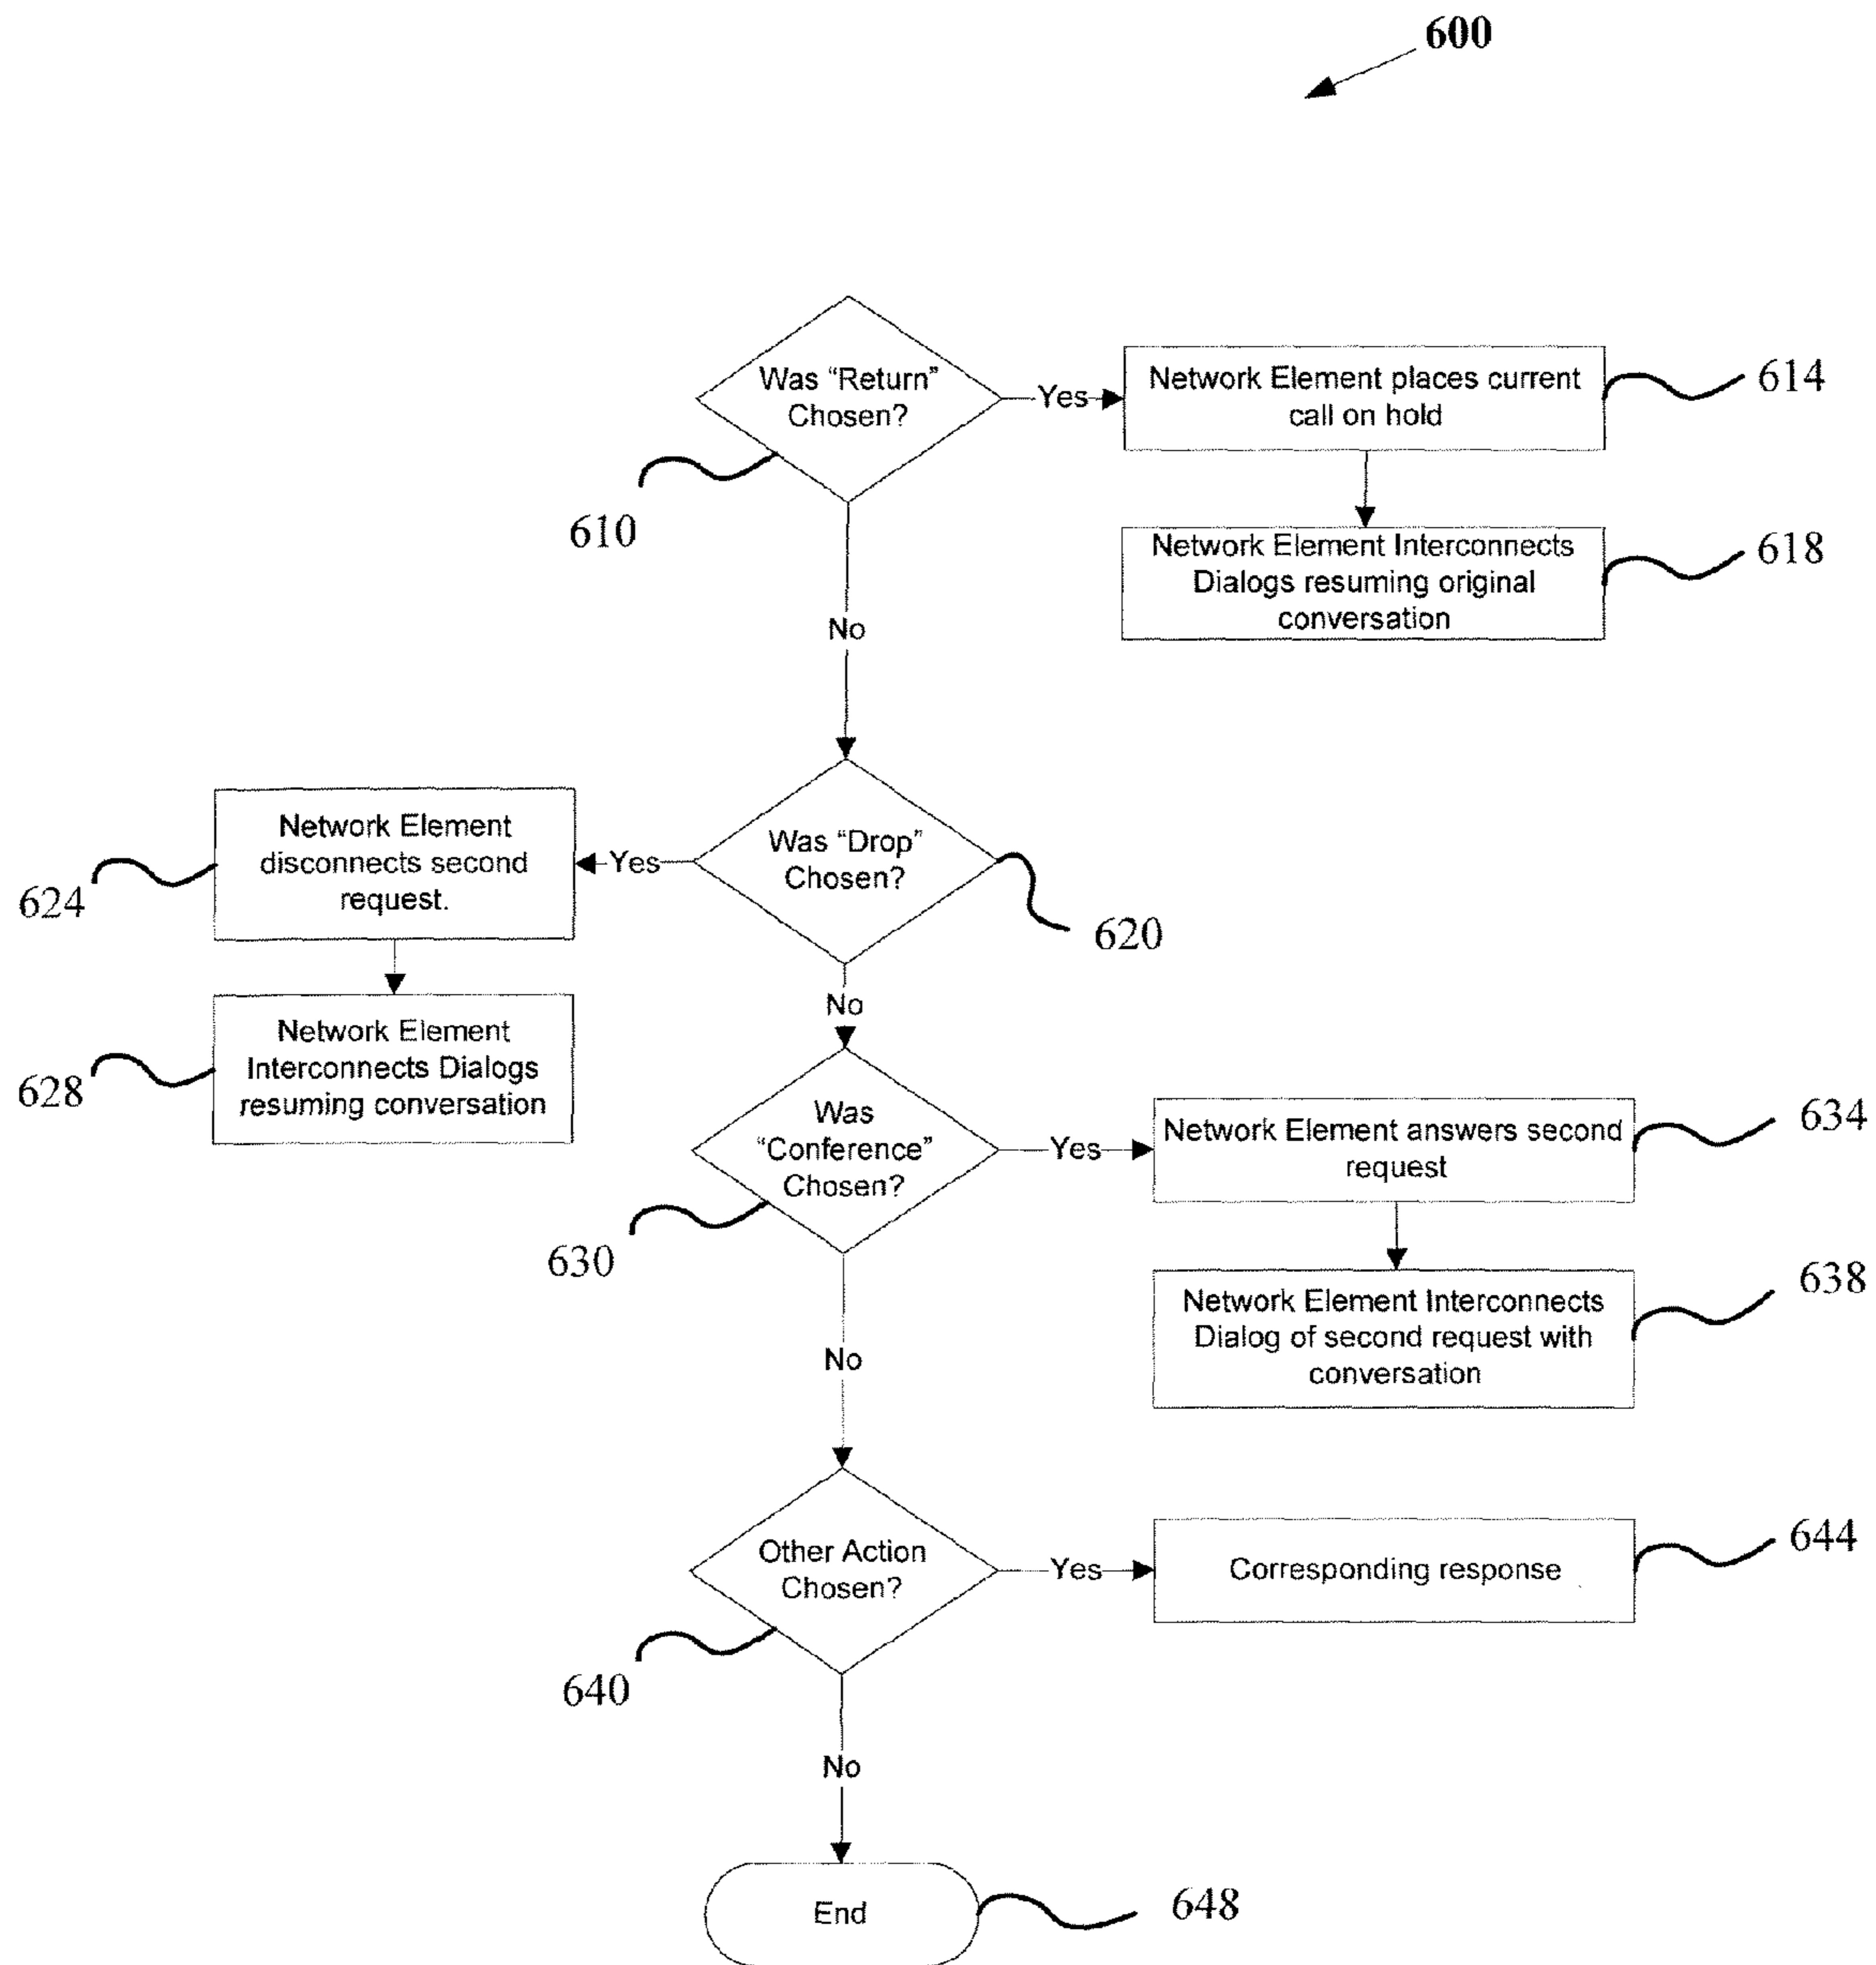 600
Was “Return”
Chosen?
Yes
Network Element places current
call on hold
614
610
Network Element Interconnects
Dialogs resuming original
conversation
618
No
Network Element
disconnects second
request.
624
Yes
Was “Drop”
Chosen?
620
No
Network Element
Interconnects Dialogs
resuming conversation
628
Was
“Conference”
Chosen?
Yes
Network Element answers second
request
634
630
Network Element Interconnects
Dialog of second request with
conversation
638
No
Other Action
Chosen?
Yes
Corresponding response
644
640
No
End
648